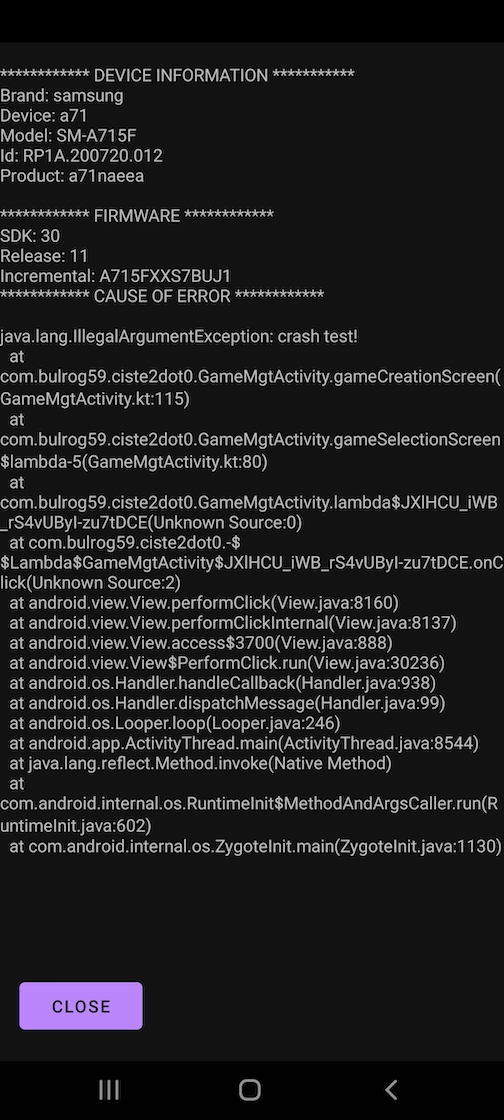 ************ DEVICE INFORMATION ***********
Brand: samsung
Device: a71
Model: SM-A715F
Id: RP1A.200720.012
Product: a71naeea
************ FIRMWARE ************
SDK: 30
Release: 11
Incremental: A715FXXS7BUJ1
************ CAUSE OF ERROR ************
java.lang.IllegalArgumentException: crash test!
at
com.bulrog59.ciste2dot0.GameMgtActivity.gameCreationScreen(
GameMgtActivity.kt:115)
at
com.bulrog59.ciste2dot0.GameMgtActivity.gameSelectionScreen
$lambda-5(GameMgtActivity.kt:80)
at
com.bulrog59.ciste2dot0.GameMgtActivity.lambda$JXlHCU_iWB
_rS4vUByl-zu7tDCE(Unknown Source:0)
at com.bulrog59.ciste2dot0.-$
$Lambda$GameMgtActivity$JXlHCU_iWB_rS4vUByl-zu7tDCE.onC
lick(Unknown Source:2)
at android.view.View.performClick(View.java:8160)
at android.view.View.performClickInternal(View.java:8137)
at android.view.View.access$3700(View.java:888)
at android.view.View$PerformClick.run(View.java:30236)
at android.os.Handler.handleCallback(Handler.java:938)
at android.os.Handler.dispatchMessage(Handler.java:99)
at android.os.Looper.loop(Looper.java:246)
at android.app.ActivityThread.main(ActivityThread.java:8544)
at java.lang.reflect.Method.invoke(Native Method)
at
com.android.internal.os.RuntimeInit$MethodAndArgsCaller.run(R
untimeInit.java:602)
at com.android.internal.os.ZygoteInit.main(ZygoteInit.java:1130)
CLOSE